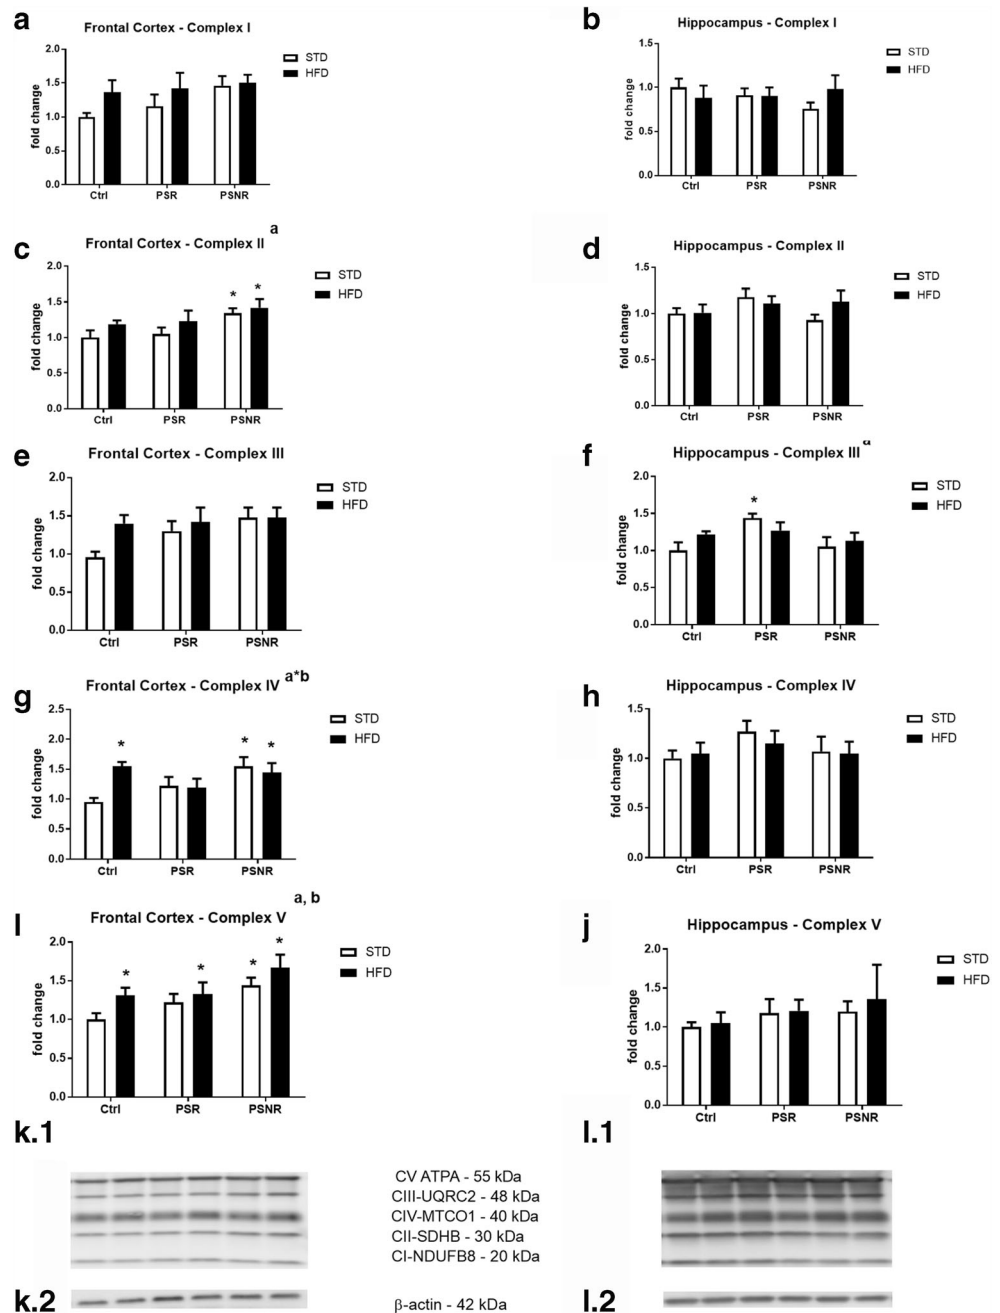 a
Frontal Cortex - Complex I
2.0
1.5
1.0
0.5
0.0
fold change
Ctrl PSR PSNR
STD
HFD
b
Hippocampus - Complex I
1.5
1.0
0.5
0.0
fold change
Ctrl PSR PSNR
STD
HFD
c
Frontal Cortex - Complex II a
2.0
1.5
1.0
0.5
0.0
fold change
* *
Ctrl PSR PSNR
STD
HFD
d
Hippocampus - Complex II
1.5
1.0
0.5
0.0
fold change
Ctrl PSR PSNR
STD
HFD
e
Frontal Cortex - Complex III
2.0
1.5
1.0
0.5
0.0
fold change
Ctrl PSR PSNR
STD
HFD
f
Hippocampus - Complex III a
2.0
1.5
1.0
0.5
0.0
fold change
*
Ctrl PSR PSNR
STD
HFD
g
Frontal Cortex - Complex IV a*b
2.5
2.0
1.5
1.0
0.5
0.0
fold change
* * *
Ctrl PSR PSNR
STD
HFD
h
Hippocampus - Complex IV
1.5
1.0
0.5
0.0
fold change
Ctrl PSR PSNR
STD
HFD
I
Frontal Cortex - Complex V a, b
2.0
1.5
1.0
0.5
0.0
fold change
* * * *
Ctrl PSR PSNR
STD
HFD
j
Hippocampus - Complex V
2.0
1.5
1.0
0.5
0.0
fold change
Ctrl PSR PSNR
STD
HFD
k.1
CV ATPA - 55 kDa
CIII-UQRC2 - 48 kDa
CIV-MTCO1 - 40 kDa
CII-SDHB - 30 kDa
CI-NDUFB8 - 20 kDa
l.1
k.2
β-actin - 42 kDa
l.2